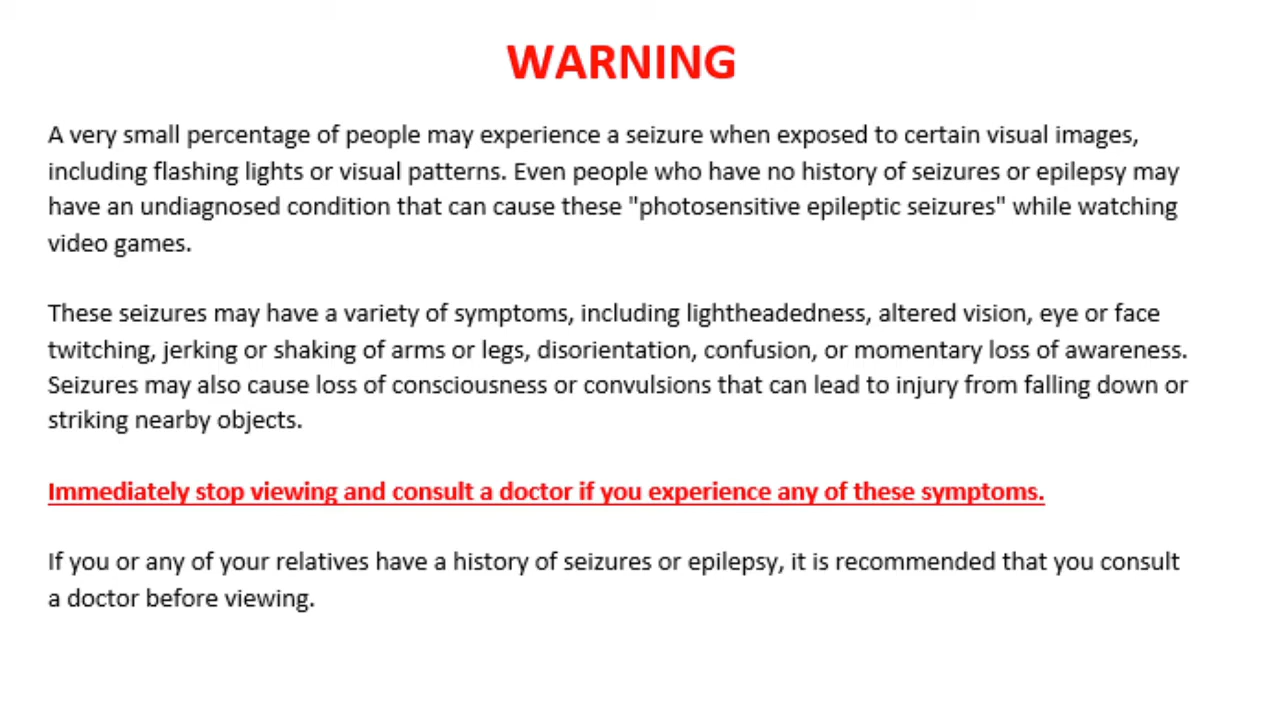 WARNING
A very small percentage of people may experience a seizure when exposed to certain visual images,
including flashing lights or visual patterns. Even people who have no history of seizures or epilepsy may
have an undiagnosed condition that can cause these "photosensitive epileptic seizures" while watching
video games.
These seizures may have a variety of symptoms, including lightheadedness, altered vision, eye or face
twitching, jerking or shaking of arms or legs, disorientation, confusion, or momentary loss of awareness.
Seizures may also cause loss of consciousness or convulsions that can lead to injury from falling down or
striking nearby objects.
Immediately stop viewing and consult a doctor if you experience any of these symptoms.
If you or any of your relatives have a history of seizures or epilepsy, it is recommended that you consult
a doctor before viewing.